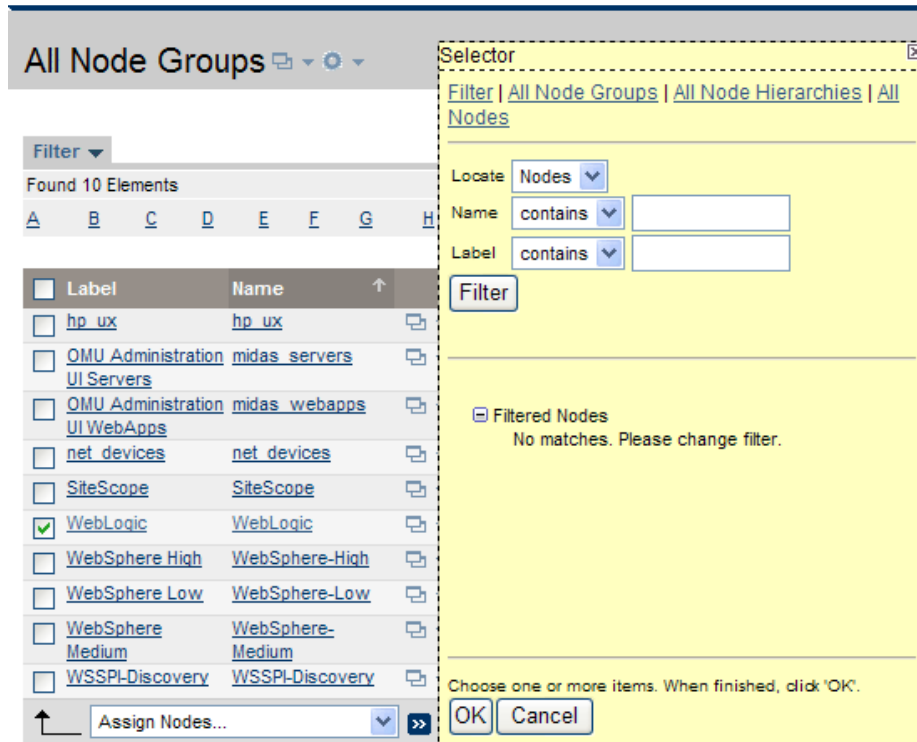 All Node Groups
Filter
Found 10 Elements
A B C D E F G H
Label Name
hp_ux hp_ux
OMU Administration midas_servers
UI Servers
OMU Administration midas_webapps
UI WebApps
net_devices net_devices
SiteScope SiteScope
WebLogic WebLogic
WebSphere High WebSphere-High
WebSphere Low WebSphere-Low
WebSphere WebSphere-
Medium Medium
WSSPI-Discovery WSSPI-Discovery
Assign Nodes...
Selector
Filter | All Node Groups | All Node Hierarchies | All
Nodes
Locate Nodes
Name contains
Label contains
Filter
Filtered Nodes
No matches. Please change filter.
Choose one or more items. When finished, click 'OK'.
OK Cancel